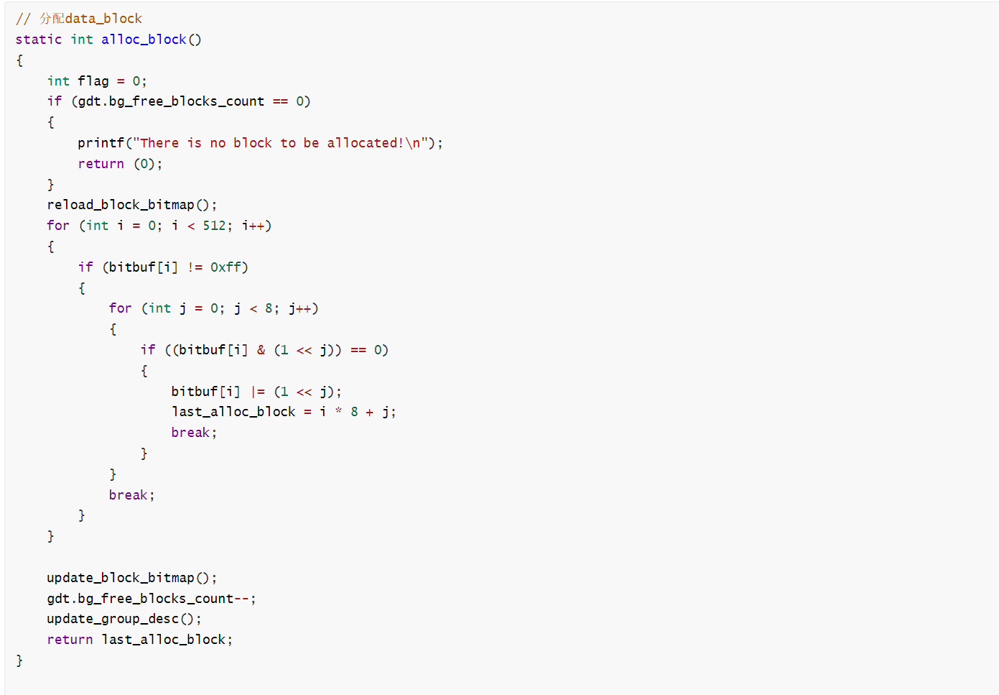 // 分配data_block
static int alloc_block()
{
    int flag = 0;
    if (gdt.bg_free_blocks_count == 0)
    {
        printf("There is no block to be allocated!\n");
        return (0);
    }
    reload_block_bitmap();
    for (int i = 0; i < 512; i++)
    {
        if (bitbuf[i] != 0xff)
        {
            for (int j = 0; j < 8; j++)
            {
                if ((bitbuf[i] & (1 << j)) == 0)
                {
                    bitbuf[i] |= (1 << j);
                    last_alloc_block = i * 8 + j;
                    break;
                }
            }
            break;
        }
    }

    update_block_bitmap();
    gdt.bg_free_blocks_count--;
    update_group_desc();
    return last_alloc_block;
}